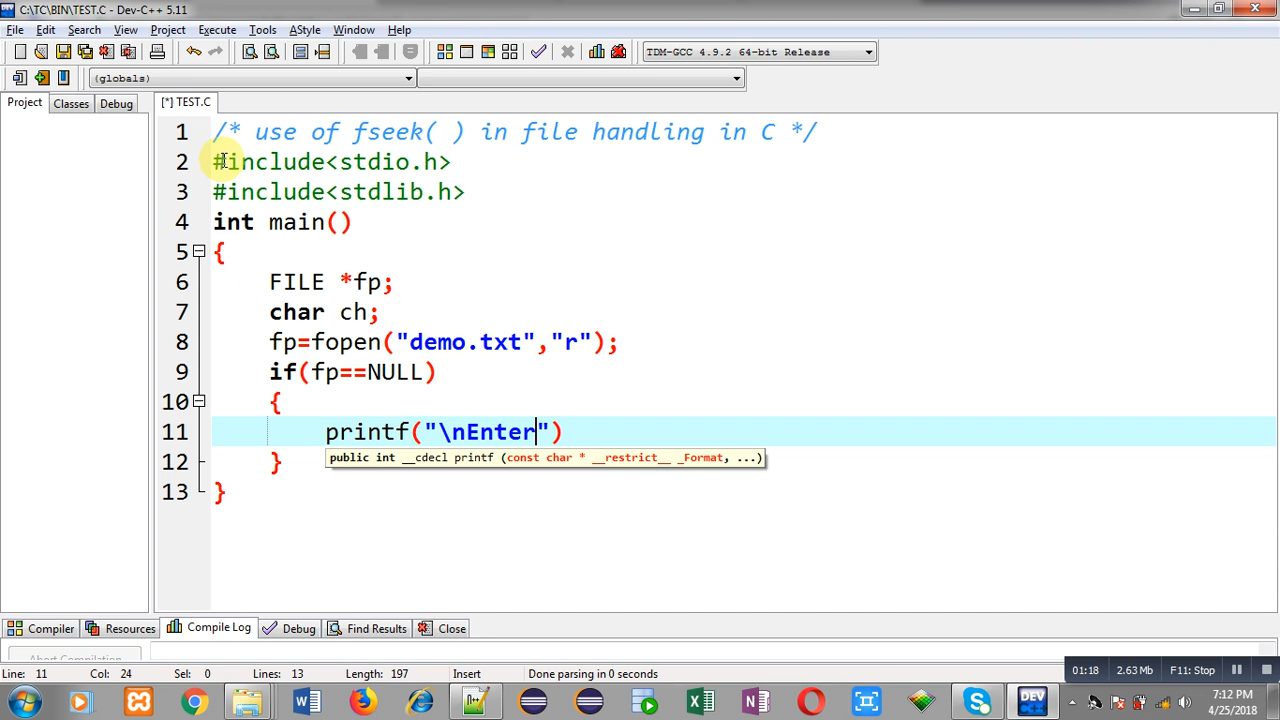 C:\TC\BIN\TEST.C - Dev-C++ 5.11
File Edit Search View Project Execute Tools AStyle Window Help
TDM-GCC 4.9.2 64-bit Release
(globals)
Project Classes Debug [*] TEST.C
1 /* use of fseek( ) in file handling in C */
2 #include<stdio.h>
3 #include<stdlib.h>
4 int main()
5 {
6 FILE *fp;
7 char ch;
8 fp=fopen("demo.txt","r");
9 if(fp==NULL)
10 {
11 printf("\nEnter")
public int __cdecl printf (const char * __restrict__ _Format, ...)
12 }
13 }
Compiler Resources Compile Log Debug Find Results Close
Abort Compilation
Line: 11 Col: 24 Sel: 0 Lines: 13 Length: 197 Insert Done parsing in 0 seconds
01:18 2.63 Mb F11: Stop
7:12 PM
4/25/2018